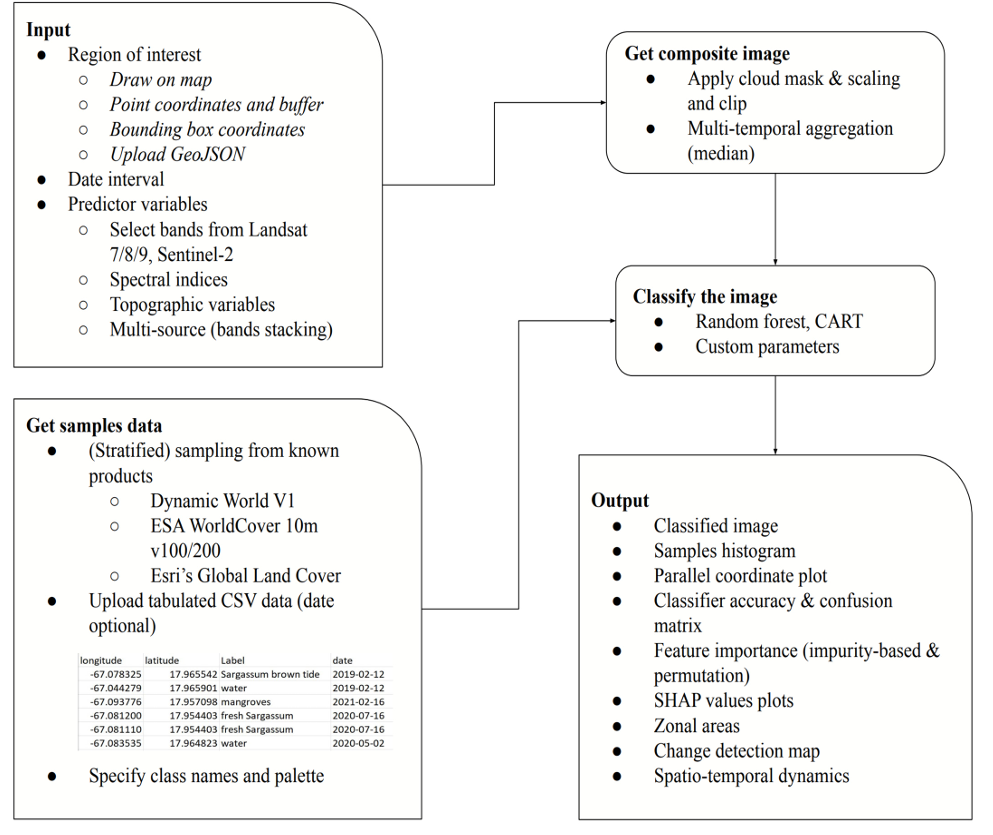 Input
● Region of interest
○ Draw on map
○ Point coordinates and buffer
○ Bounding box coordinates
○ Upload GeoJSON
● Date interval
● Predictor variables
○ Select bands from Landsat
7/8/9, Sentinel-2
○ Spectral indices
○ Topographic variables
○ Multi-source (bands stacking)
Get composite image
● Apply cloud mask & scaling
and clip
● Multi-temporal aggregation
(median)
Get samples data
● (Stratified) sampling from known
products
○ Dynamic World V1
○ ESA WorldCover 10m
v100/200
○ Esri's Global Land Cover
● Upload tabulated CSV data (date
optional)
longitude latitude Label date
-67.078325 17.965542 Sargassum brown tide 2019-02-12
-67.044279 17.965901 water 2019-02-12
-67.093776 17.957098 mangroves 2021-02-16
-67.081200 17.954403 fresh Sargassum 2020-07-16
-67.081110 17.954403 fresh Sargassum 2020-07-16
-67.083535 17.964823 water 2020-05-02
● Specify class names and palette
Classify the image
● Random forest, CART
● Custom parameters
Output
● Classified image
● Samples histogram
● Parallel coordinate plot
● Classifier accuracy & confusion
matrix
● Feature importance (impurity-based &
permutation)
● SHAP values plots
● Zonal areas
● Change detection map
● Spatio-temporal dynamics